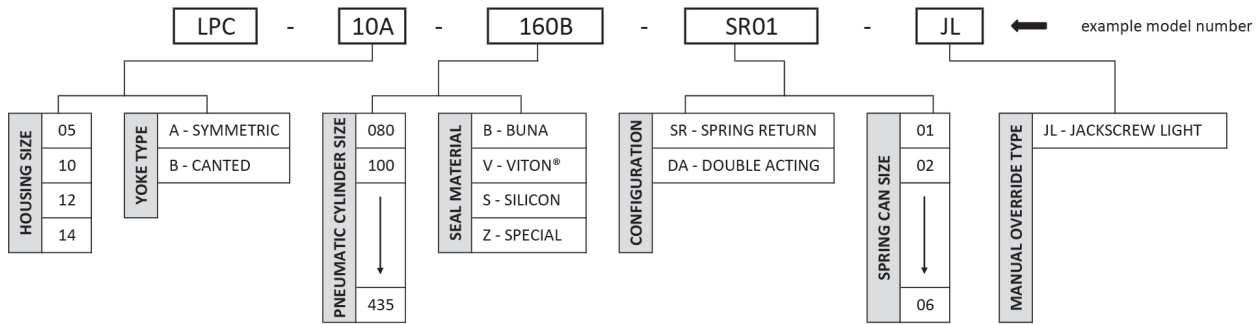 LPC - 10A - 160B - SR01 - JL example model number
HOUSING SIZE
05
10
12
14
YOKE TYPE
A - SYMMETRIC
B - CANTED
PNEUMATIC CYLINDER SIZE
080
100
435
SEAL MATERIAL
B - BUNA
V - VITON®
S - SILICON
Z - SPECIAL
CONFIGURATION
SR - SPRING RETURN
DA - DOUBLE ACTING
SPRING CAN SIZE
01
02
06
MANUAL OVERRIDE TYPE
JL - JACKSCREW LIGHT